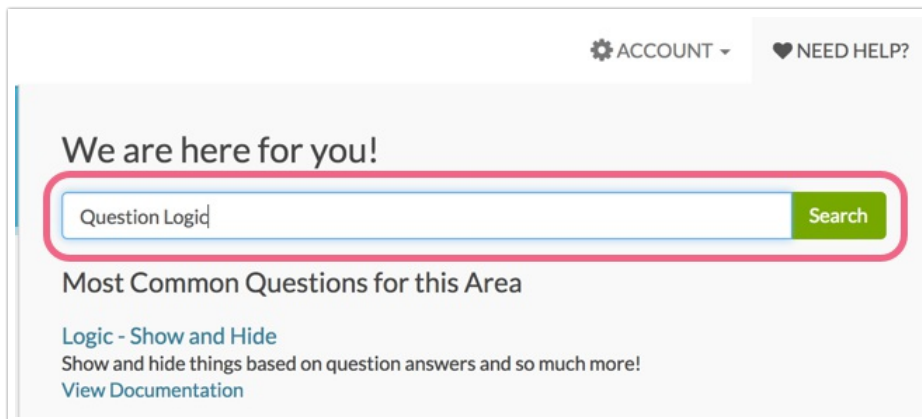 ACCOUNT NEED HELP?
We are here for you!
Question Logic Search
Most Common Questions for this Area
Logic - Show and Hide
Show and hide things based on question answers and so much more!
View Documentation